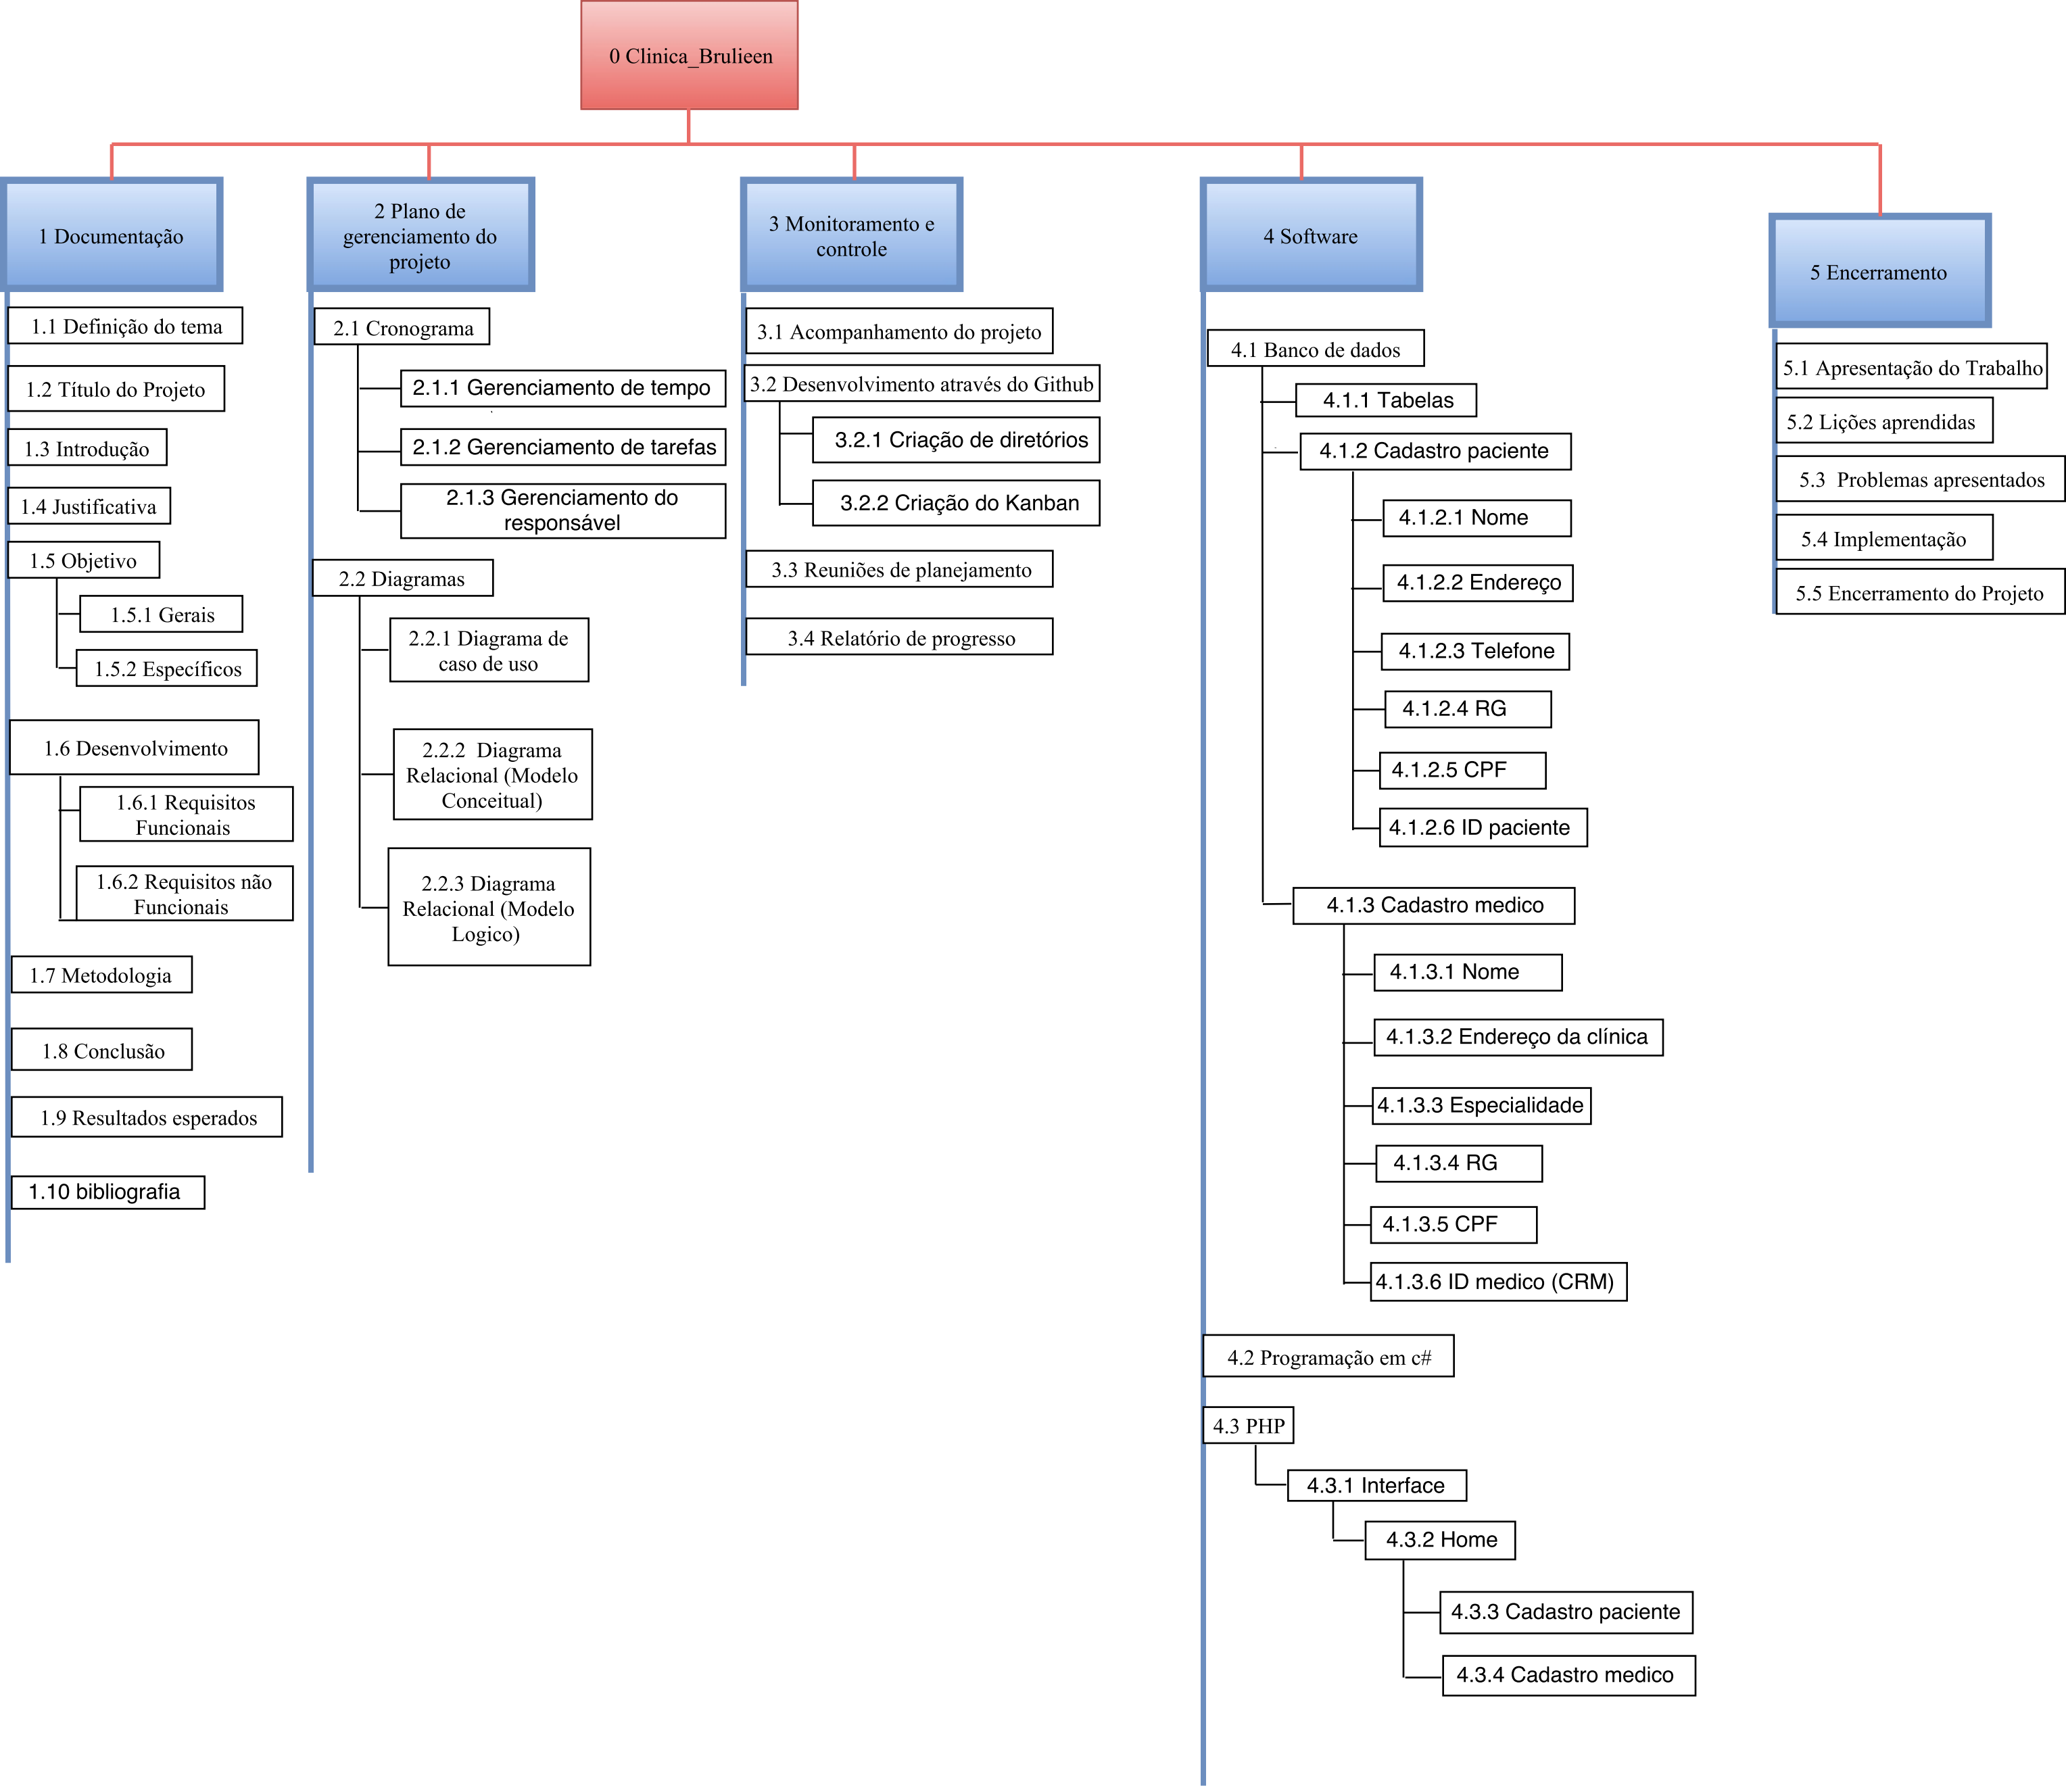 0 Clinica_Brulieen
1 Documentação
1.1 Definição do tema
1.2 Título do Projeto
1.3 Introdução
1.4 Justificativa
1.5 Objetivo
1.5.1 Gerais
1.5.2 Específicos
1.6 Desenvolvimento
1.6.1 Requisitos
Funcionais
1.6.2 Requisitos não
Funcionais
1.7 Metodologia
1.8 Conclusão
1.9 Resultados esperados
1.10 bibliografia
2 Plano de
gerenciamento do
projeto
2.1 Cronograma
2.1.1 Gerenciamento de tempo
2.1.2 Gerenciamento de tarefas
2.1.3 Gerenciamento do
responsável
2.2 Diagramas
2.2.1 Diagrama de
caso de uso
2.2.2 Diagrama
Relacional (Modelo
Conceitual)
2.2.3 Diagrama
Relacional (Modelo
Logico)
3 Monitoramento e
controle
3.1 Acompanhamento do projeto
3.2 Desenvolvimento através do Github
3.2.1 Criação de diretórios
3.2.2 Criação do Kanban
3.3 Reuniões de planejamento
3.4 Relatório de progresso
4 Software
4.1 Banco de dados
4.1.1 Tabelas
4.1.2 Cadastro paciente
4.1.2.1 Nome
4.1.2.2 Endereço
4.1.2.3 Telefone
4.1.2.4 RG
4.1.2.5 CPF
4.1.2.6 ID paciente
4.1.3 Cadastro medico
4.1.3.1 Nome
4.1.3.2 Endereço da clínica
4.1.3.3 Especialidade
4.1.3.4 RG
4.1.3.5 CPF
4.1.3.6 ID medico (CRM)
4.2 Programação em c#
4.3 PHP
4.3.1 Interface
4.3.2 Home
4.3.3 Cadastro paciente
4.3.4 Cadastro medico
5 Encerramento
5.1 Apresentação do Trabalho
5.2 Lições aprendidas
5.3 Problemas apresentados
5.4 Implementação
5.5 Encerramento do Projeto